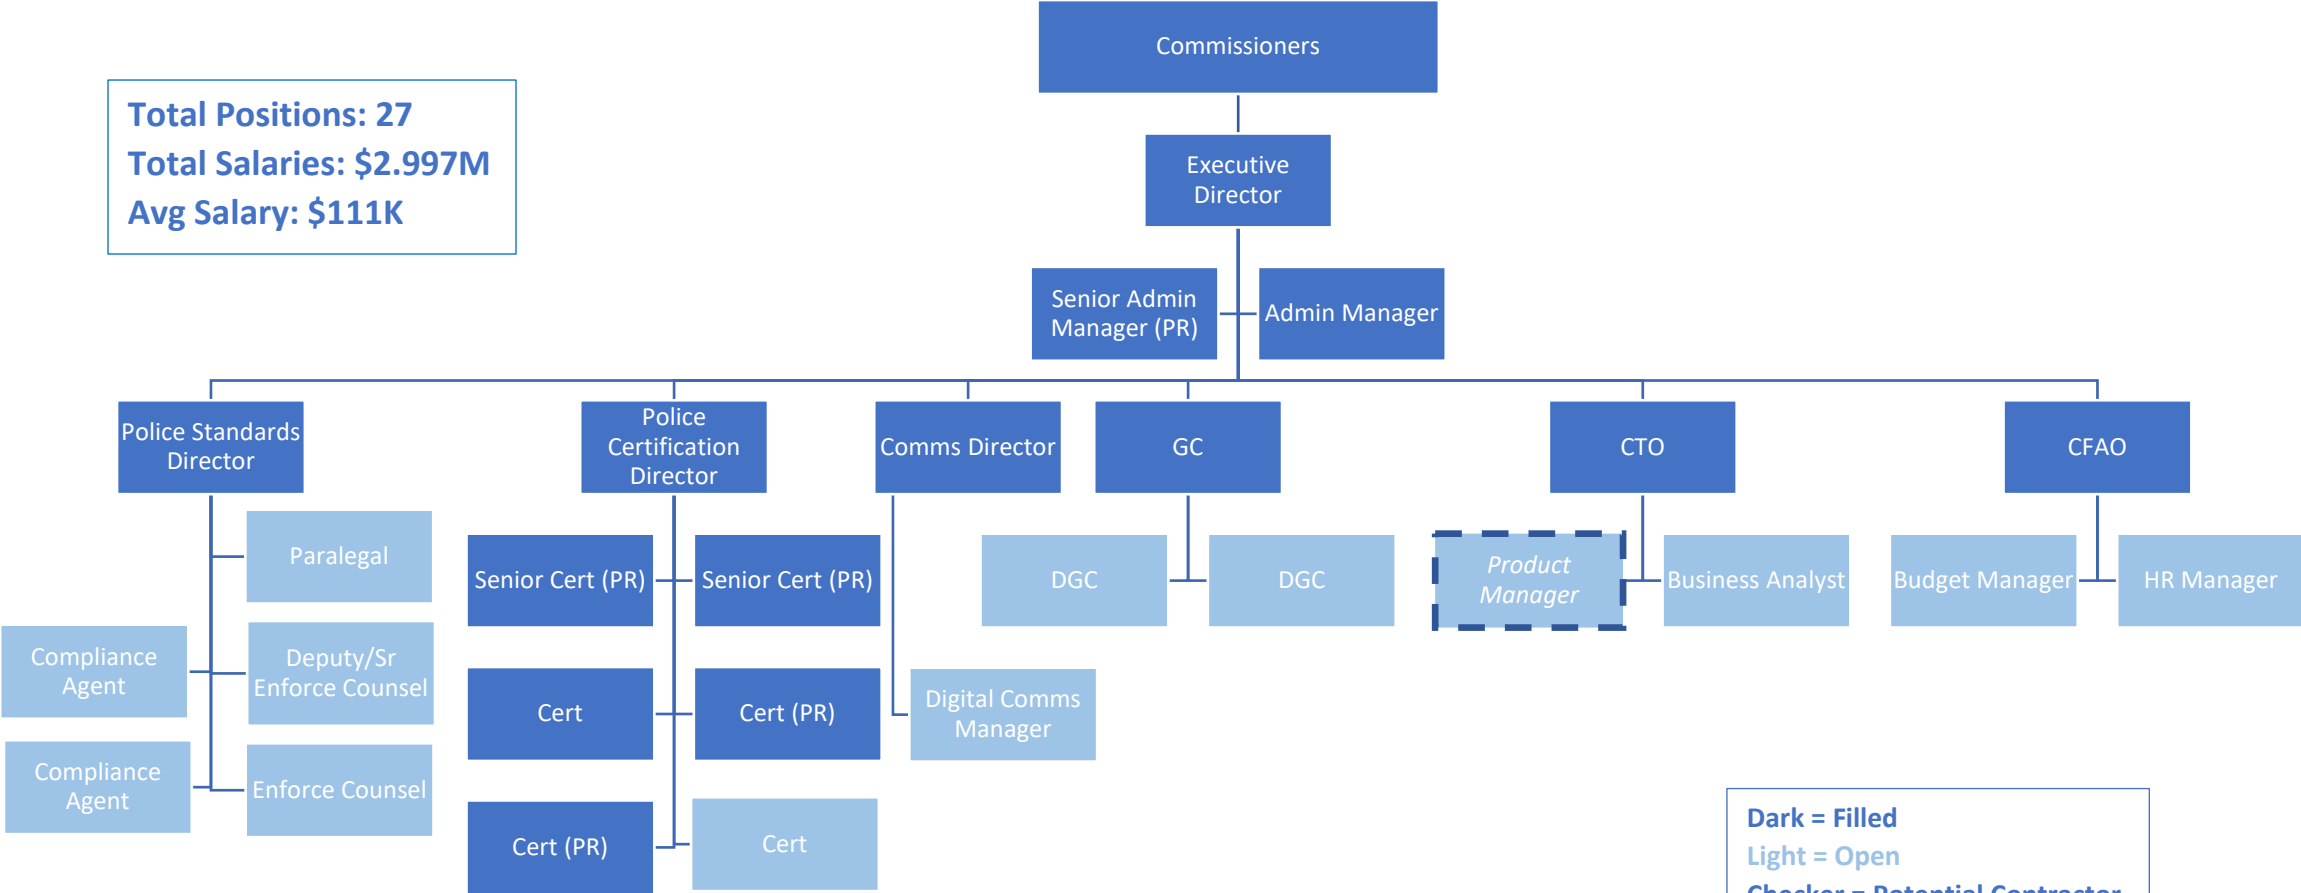 Commissioners
Total Positions: 27
Total Salaries: $2.997M
Avg Salary: $111K
Executive
Director
Senior Admin
Manager (PR)
Admin Manager
Police Standards
Director
Police
Certification
Director
Comms Director
GC
CTO
CFAO
Paralegal
Compliance
Agent
Deputy/Sr
Enforce Counsel
Compliance
Agent
Enforce Counsel
Senior Cert (PR)
Senior Cert (PR)
Cert
Cert (PR)
Cert (PR)
Cert
Digital Comms
Manager
DGC
DGC
Product
Manager
Business Analyst
Budget Manager
HR Manager
Dark = Filled
Light = Open
Checker = Potential Contractor